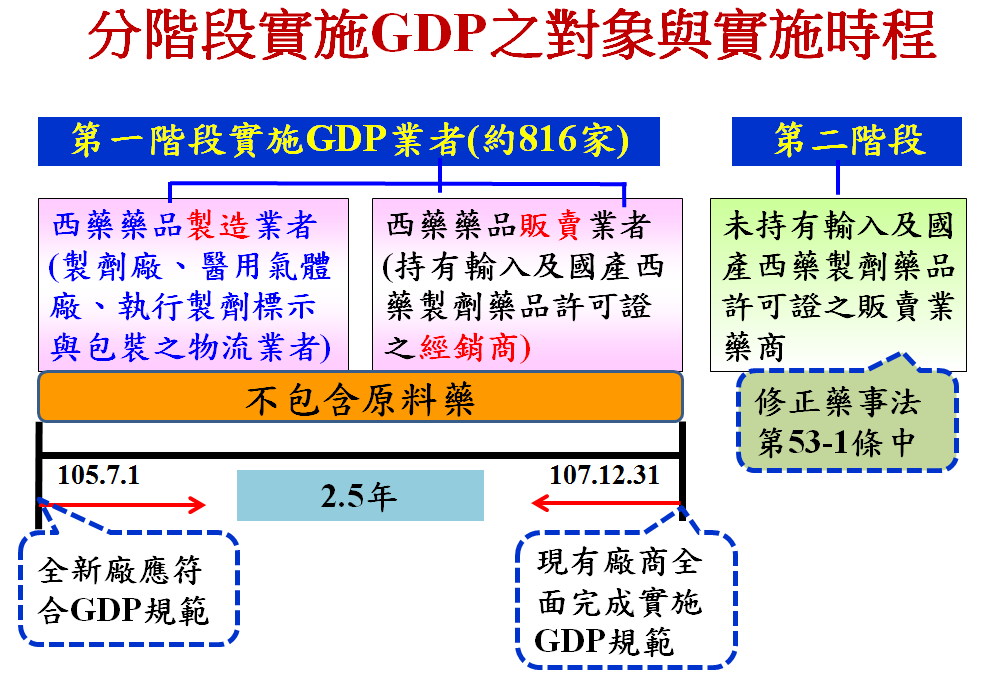 分階段實施GDP之對象與實施時程
第一階段實施GDP業者(約816家)
第二階段
西藥藥品製造業者
(製劑廠、醫用氣體
廠、執行製劑標示
與包裝之物流業者)
西藥藥品販賣業者
(持有輸入及國產西
藥製劑藥品許可證
之經銷商)
未持有輸入及國
產西藥製劑藥品
許可證之販賣業
藥商
不包含原料藥
修正藥事法
第53-1條中
105.7.1
2.5年
107.12.31
全新廠應符
合GDP規範
現有廠商全
面完成實施
GDP規範